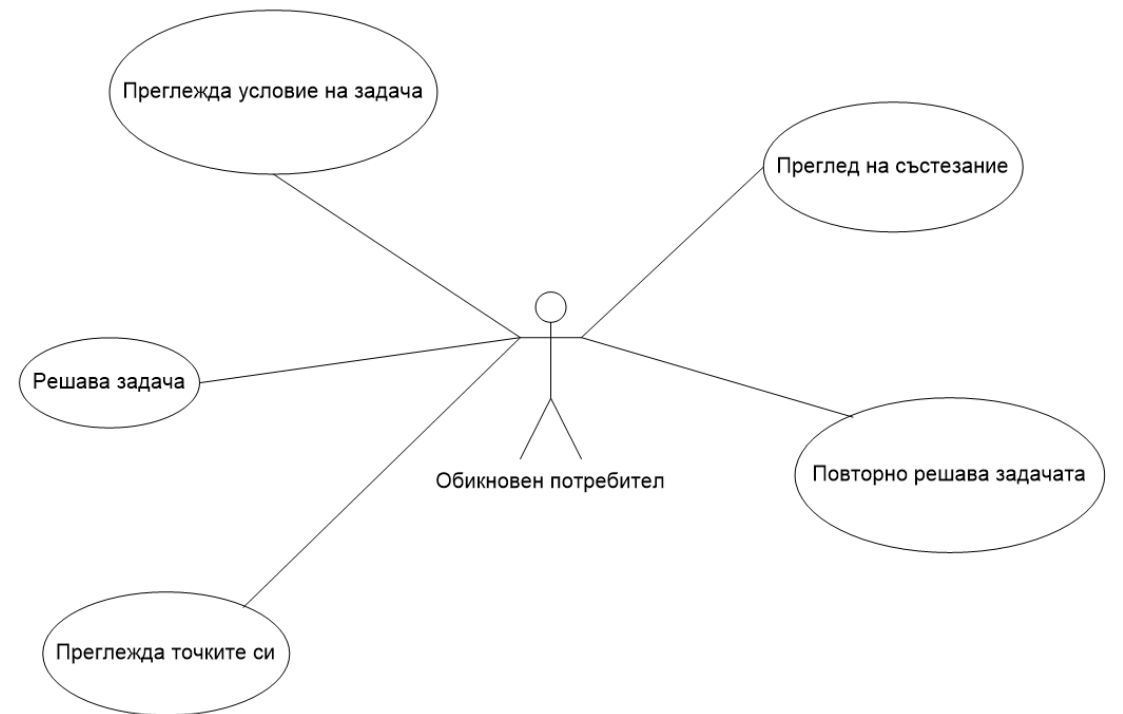 Преглежда условие на задача
Преглед на състезание
Решава задача
Обикновен потребител
Повторно решава задачата
Преглежда точките си